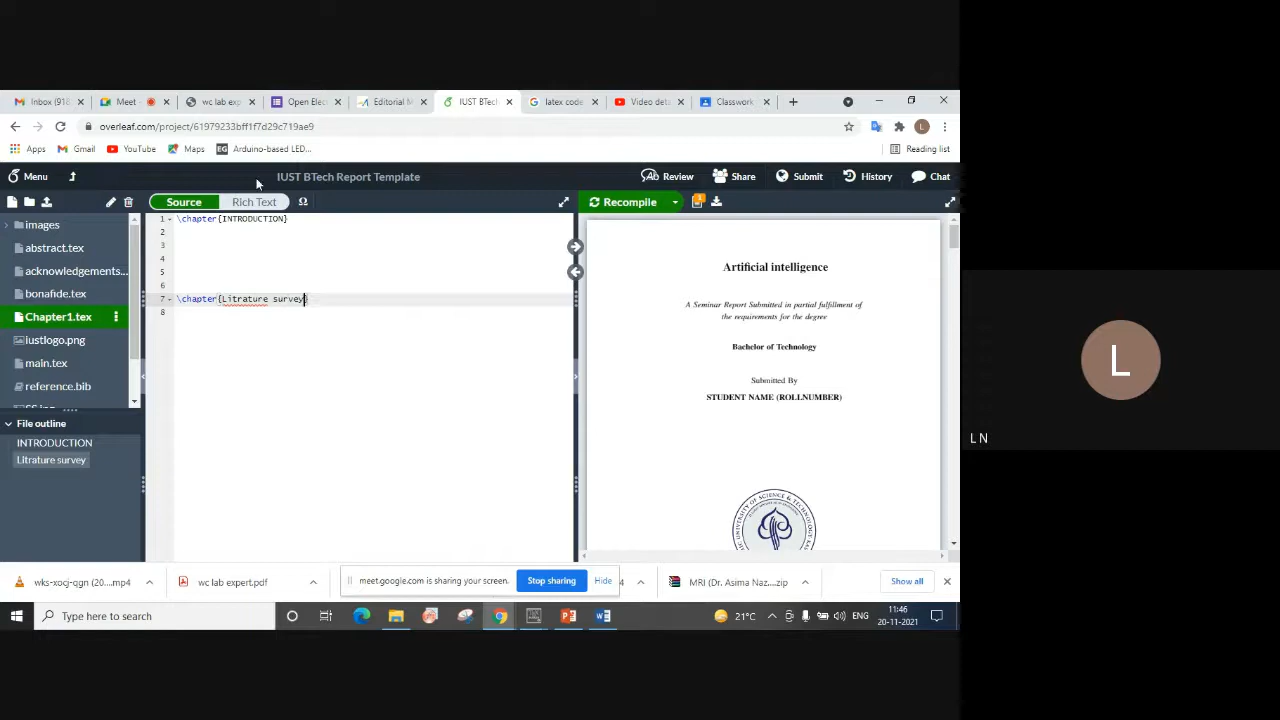 Inbox (918
Meet -
wc lab exp
Open Elec
Editorial M
IUST BTech
latex code
Video deta
Classwork
overleaf.com/project/61979233bff1f7d29c719ae9
Apps
Gmail
YouTube
Maps
EG
Arduino-based LED...
Reading list
Menu
IUST BTech Report Template
Review
Share
Submit
History
Chat
Source
Rich Text
Ω
Recompile
images
abstract.tex
acknowledgements...
bonafide.tex
Chapter1.tex
iustlogo.png
main.tex
reference.bib
File outline
INTRODUCTION
Litrature survey
1 \chapter{INTRODUCTION}
2
3
4
5
6
7 \chapter{Litrature survey}
8
Artificial intelligence
A Seminar Report Submitted in partial fulfillment of
the requirements for the degree
Bachelor of Technology
Submitted By
STUDENT NAME (ROLLNUMBER)
L
L N
wks-xocj-qgn (20....mp4
wc lab expert.pdf
meet.google.com is sharing your screen.
Stop sharing
Hide
4
MRI (Dr. Asima Naz....zip
Show all
Type here to search
21°C
ENG
11:46
20-11-2021